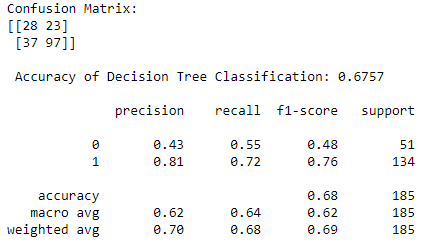 Confusion Matrix:
[[28 23]
[37 97]]
Accuracy of Decision Tree Classification: 0.6757
precision recall f1-score support
0 0.43 0.55 0.48 51
1 0.81 0.72 0.76 134
accuracy 0.68 185
macro avg 0.62 0.64 0.62 185
weighted avg 0.70 0.68 0.69 185